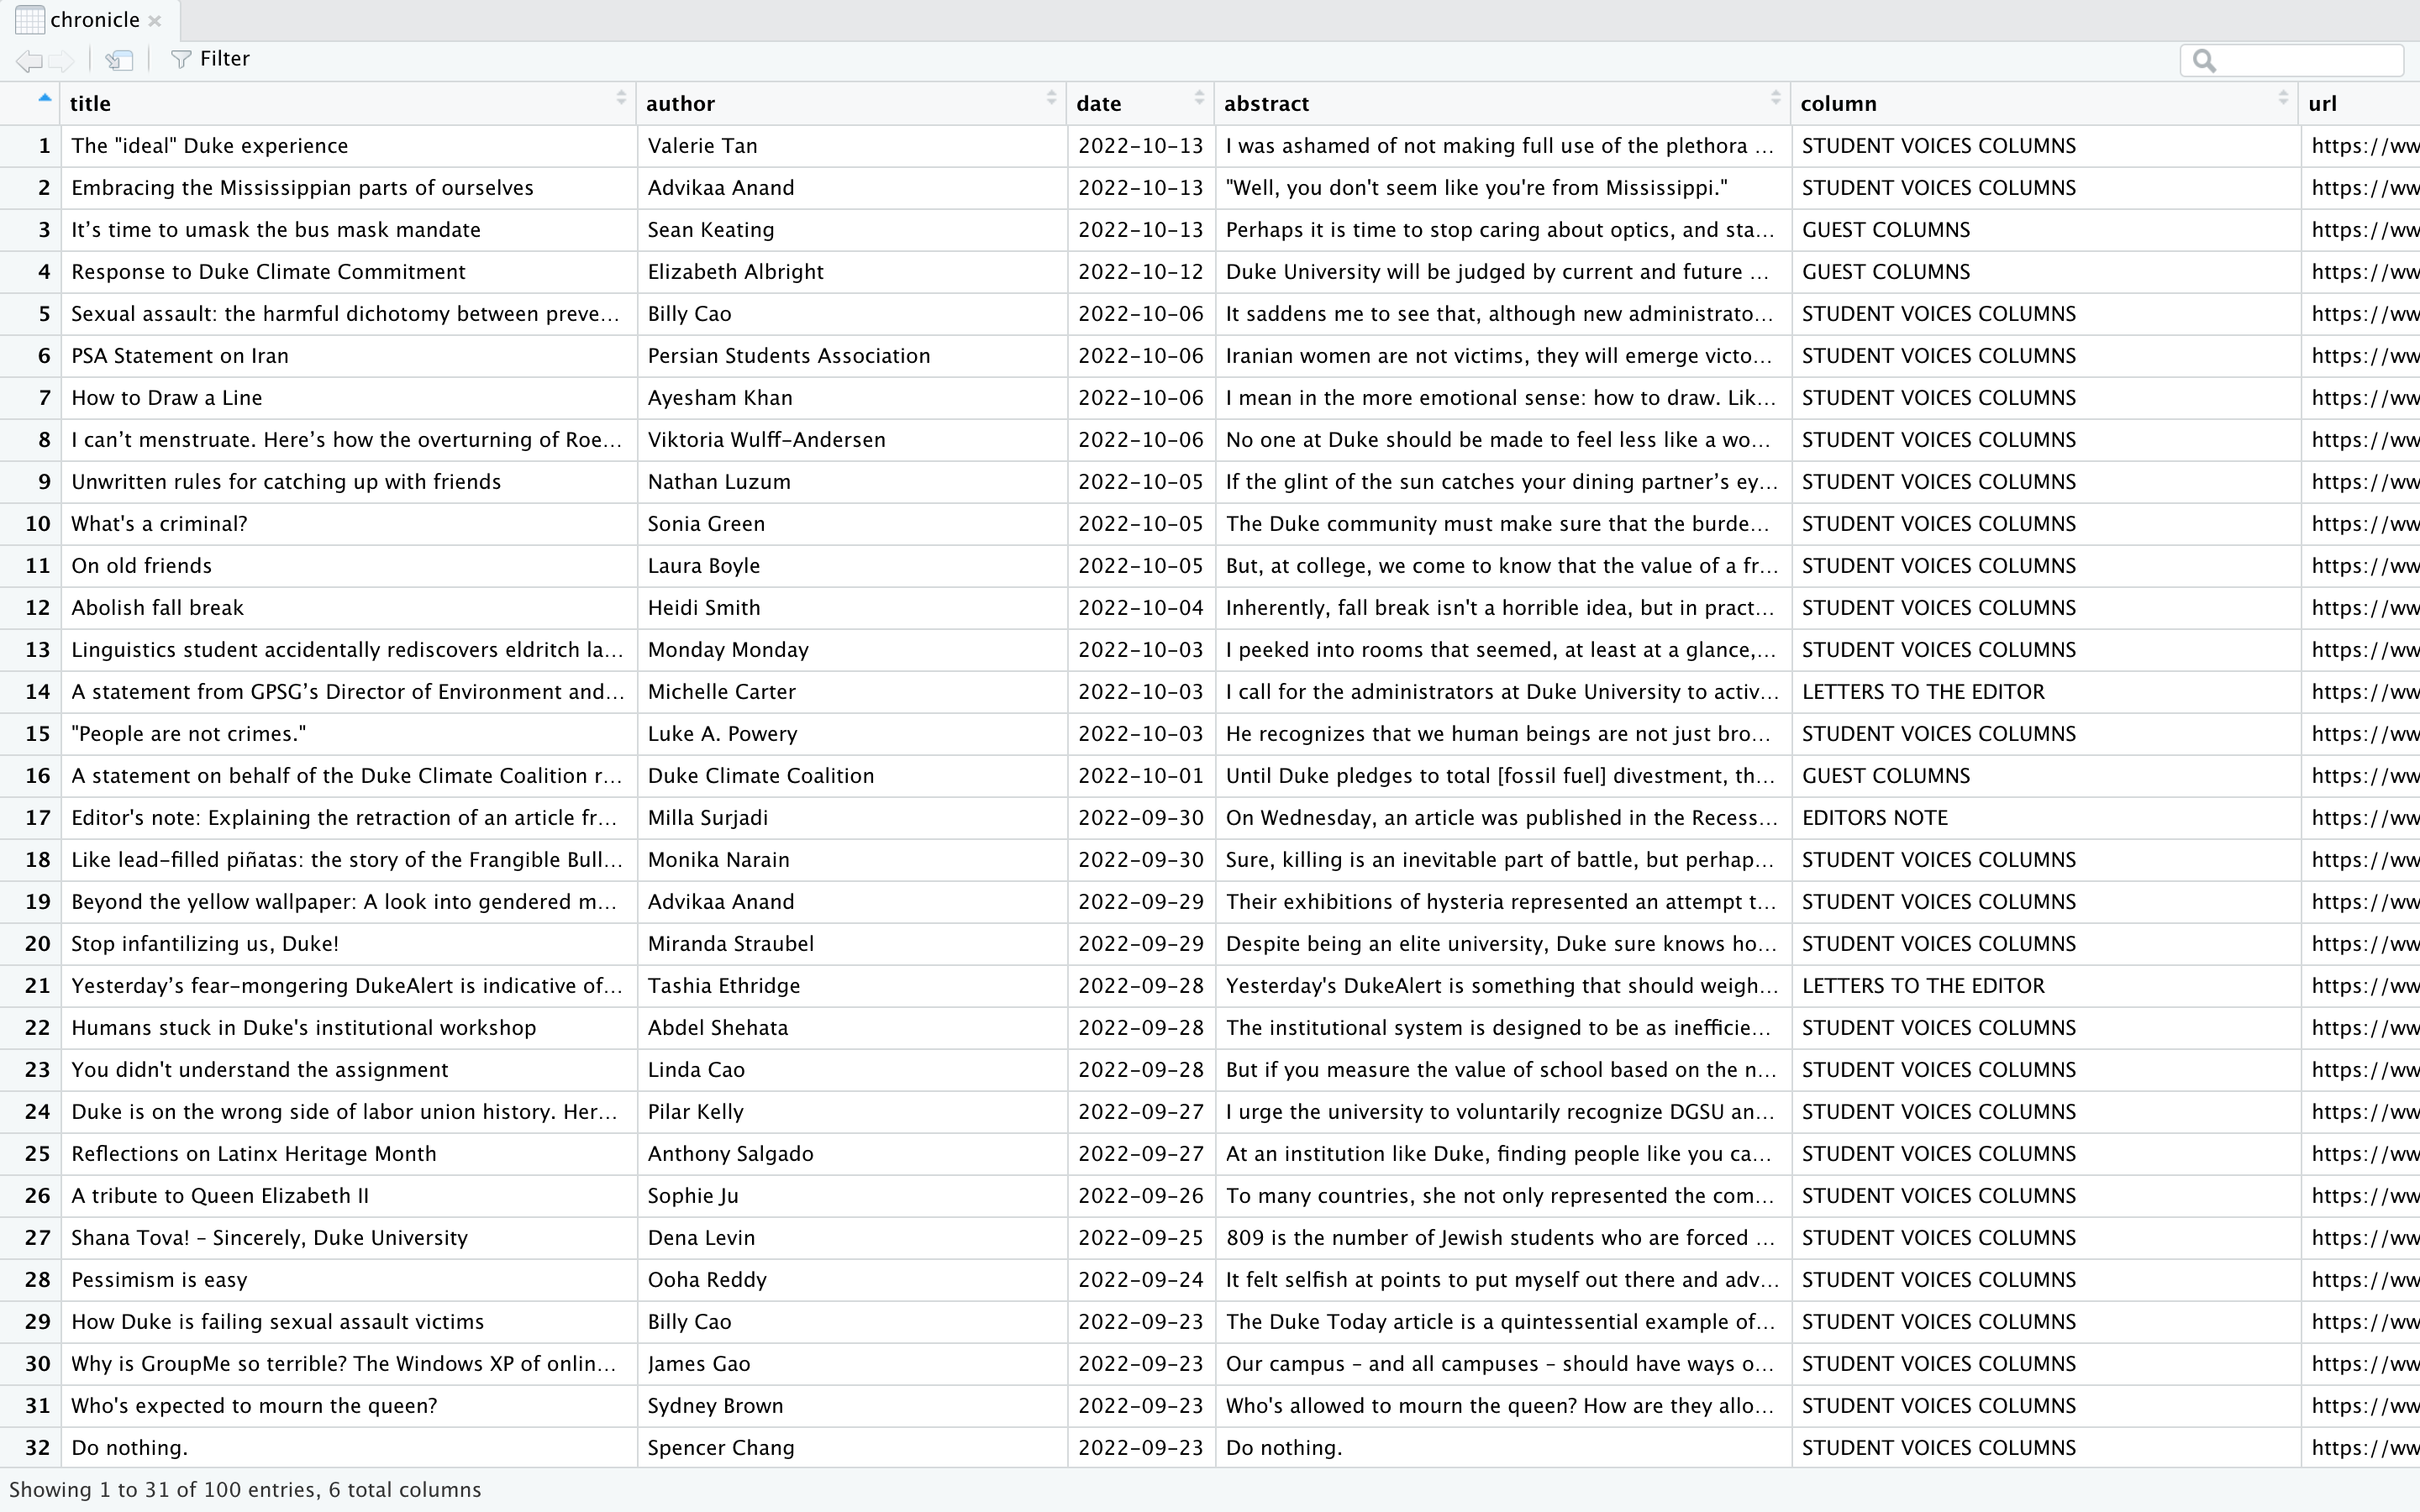 chronicle
Filter
title author date abstract column url
1 The "ideal" Duke experience Valerie Tan 2022-10-13 I was ashamed of not making full use of the plethora … STUDENT VOICES COLUMNS https://ww
2 Embracing the Mississippian parts of ourselves Advikaa Anand 2022-10-13 "Well, you don't seem like you're from Mississippi." STUDENT VOICES COLUMNS https://ww
3 It’s time to umask the bus mask mandate Sean Keating 2022-10-13 Perhaps it is time to stop caring about optics, and sta… GUEST COLUMNS https://ww
4 Response to Duke Climate Commitment Elizabeth Albright 2022-10-12 Duke University will be judged by current and future … GUEST COLUMNS https://ww
5 Sexual assault: the harmful dichotomy between preve… Billy Cao 2022-10-06 It saddens me to see that, although new administrato… STUDENT VOICES COLUMNS https://ww
6 PSA Statement on Iran Persian Students Association 2022-10-06 Iranian women are not victims, they will emerge victo… STUDENT VOICES COLUMNS https://ww
7 How to Draw a Line Ayesham Khan 2022-10-06 I mean in the more emotional sense: how to draw. Lik… STUDENT VOICES COLUMNS https://ww
8 I can’t menstruate. Here’s how the overturning of Roe… Viktoria Wulff-Andersen 2022-10-06 No one at Duke should be made to feel less like a wo… STUDENT VOICES COLUMNS https://ww
9 Unwritten rules for catching up with friends Nathan Luzum 2022-10-05 If the glint of the sun catches your dining partner’s ey… STUDENT VOICES COLUMNS https://ww
10 What's a criminal? Sonia Green 2022-10-05 The Duke community must make sure that the burde… STUDENT VOICES COLUMNS https://ww
11 On old friends Laura Boyle 2022-10-05 But, at college, we come to know that the value of a fr… STUDENT VOICES COLUMNS https://ww
12 Abolish fall break Heidi Smith 2022-10-04 Inherently, fall break isn't a horrible idea, but in pract… STUDENT VOICES COLUMNS https://ww
13 Linguistics student accidentally rediscovers eldritch la… Monday Monday 2022-10-03 I peeked into rooms that seemed, at least at a glance,… STUDENT VOICES COLUMNS https://ww
14 A statement from GPSG’s Director of Environment and… Michelle Carter 2022-10-03 I call for the administrators at Duke University to activ… LETTERS TO THE EDITOR https://ww
15 "People are not crimes." Luke A. Powery 2022-10-03 He recognizes that we human beings are not just bro… STUDENT VOICES COLUMNS https://ww
16 A statement on behalf of the Duke Climate Coalition r… Duke Climate Coalition 2022-10-01 Until Duke pledges to total [fossil fuel] divestment, th… GUEST COLUMNS https://ww
17 Editor's note: Explaining the retraction of an article fr… Milla Surjadi 2022-09-30 On Wednesday, an article was published in the Recess… EDITORS NOTE https://ww
18 Like lead-filled piñatas: the story of the Frangible Bull… Monika Narain 2022-09-30 Sure, killing is an inevitable part of battle, but perhap… STUDENT VOICES COLUMNS https://ww
19 Beyond the yellow wallpaper: A look into gendered m… Advikaa Anand 2022-09-29 Their exhibitions of hysteria represented an attempt t… STUDENT VOICES COLUMNS https://ww
20 Stop infantilizing us, Duke! Miranda Straubel 2022-09-29 Despite being an elite university, Duke sure knows ho… STUDENT VOICES COLUMNS https://ww
21 Yesterday’s fear-mongering DukeAlert is indicative of… Tashia Ethridge 2022-09-28 Yesterday's DukeAlert is something that should weigh… LETTERS TO THE EDITOR https://ww
22 Humans stuck in Duke's institutional workshop Abdel Shehata 2022-09-28 The institutional system is designed to be as inefficie… STUDENT VOICES COLUMNS https://ww
23 You didn't understand the assignment Linda Cao 2022-09-28 But if you measure the value of school based on the n… STUDENT VOICES COLUMNS https://ww
24 Duke is on the wrong side of labor union history. Her… Pilar Kelly 2022-09-27 I urge the university to voluntarily recognize DGSU an… STUDENT VOICES COLUMNS https://ww
25 Reflections on Latinx Heritage Month Anthony Salgado 2022-09-27 At an institution like Duke, finding people like you ca… STUDENT VOICES COLUMNS https://ww
26 A tribute to Queen Elizabeth II Sophie Ju 2022-09-26 To many countries, she not only represented the com… STUDENT VOICES COLUMNS https://ww
27 Shana Tova! – Sincerely, Duke University Dena Levin 2022-09-25 809 is the number of Jewish students who are forced … STUDENT VOICES COLUMNS https://ww
28 Pessimism is easy Ooha Reddy 2022-09-24 It felt selfish at points to put myself out there and adv… STUDENT VOICES COLUMNS https://ww
29 How Duke is failing sexual assault victims Billy Cao 2022-09-23 The Duke Today article is a quintessential example of… STUDENT VOICES COLUMNS https://ww
30 Why is GroupMe so terrible? The Windows XP of onlin… James Gao 2022-09-23 Our campus – and all campuses – should have ways o… STUDENT VOICES COLUMNS https://ww
31 Who's expected to mourn the queen? Sydney Brown 2022-09-23 Who's allowed to mourn the queen? How are they allo… STUDENT VOICES COLUMNS https://ww
32 Do nothing. Spencer Chang 2022-09-23 Do nothing. STUDENT VOICES COLUMNS https://ww
Showing 1 to 31 of 100 entries, 6 total columns